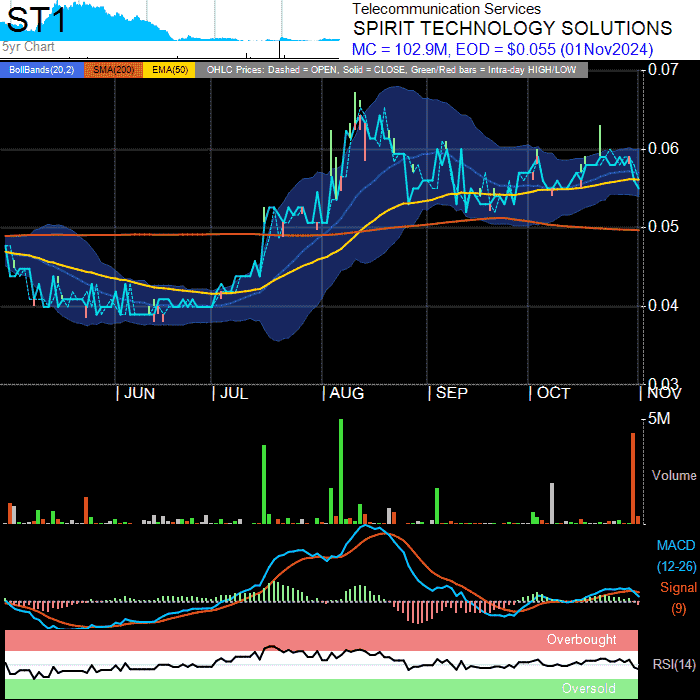 ST1
5yr Chart
Telecommunication Services
SPIRIT TECHNOLOGY SOLUTIONS
MC = 102.9M, EOD = $0.055 (01Nov2024)
BollBands(20,2) SMA(200) EMA(50) OHLC Prices: Dashed = OPEN, Solid = CLOSE, Green/Red bars = Intra-day HIGH/LOW
0.07
0.06
0.05
0.04
0.03
| JUN | JUL | AUG | SEP | OCT | NOV
5M
Volume
MACD
(12-26)
Signal
(9)
Overbought
RSI(14)
Oversold